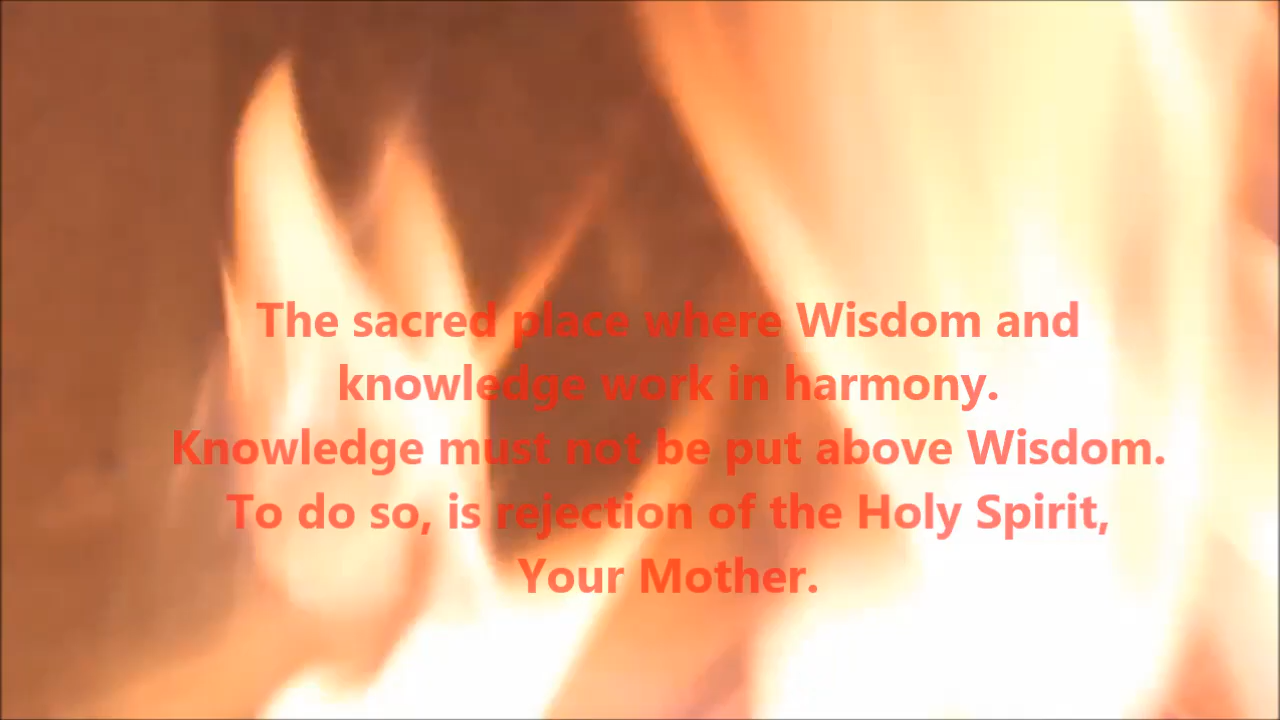 The sacred place where Wisdom and
knowledge work in harmony.
Knowledge must not be put above Wisdom.
To do so, is rejection of the Holy Spirit,
Your Mother.